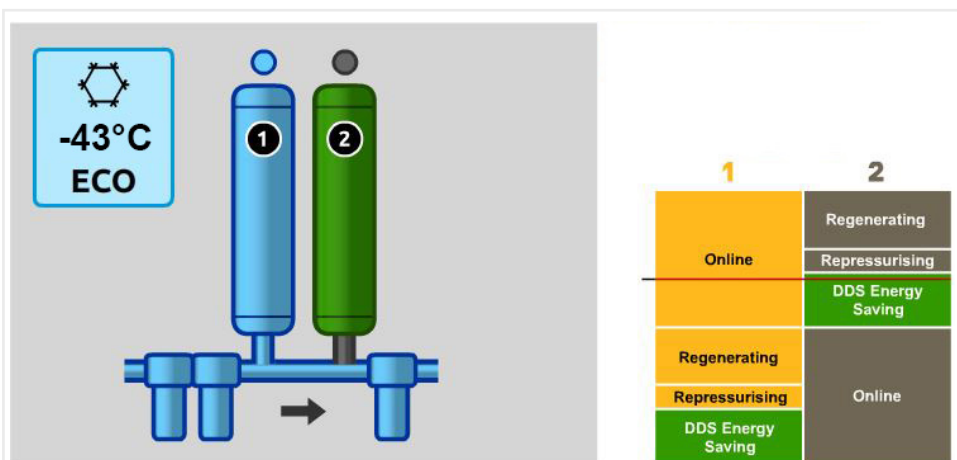 -43°C
ECO
1
2
1
2
Online
Regenerating
Repressurising
DDS Energy
Saving
Regenerating
Repressurising
DDS Energy
Saving
Online